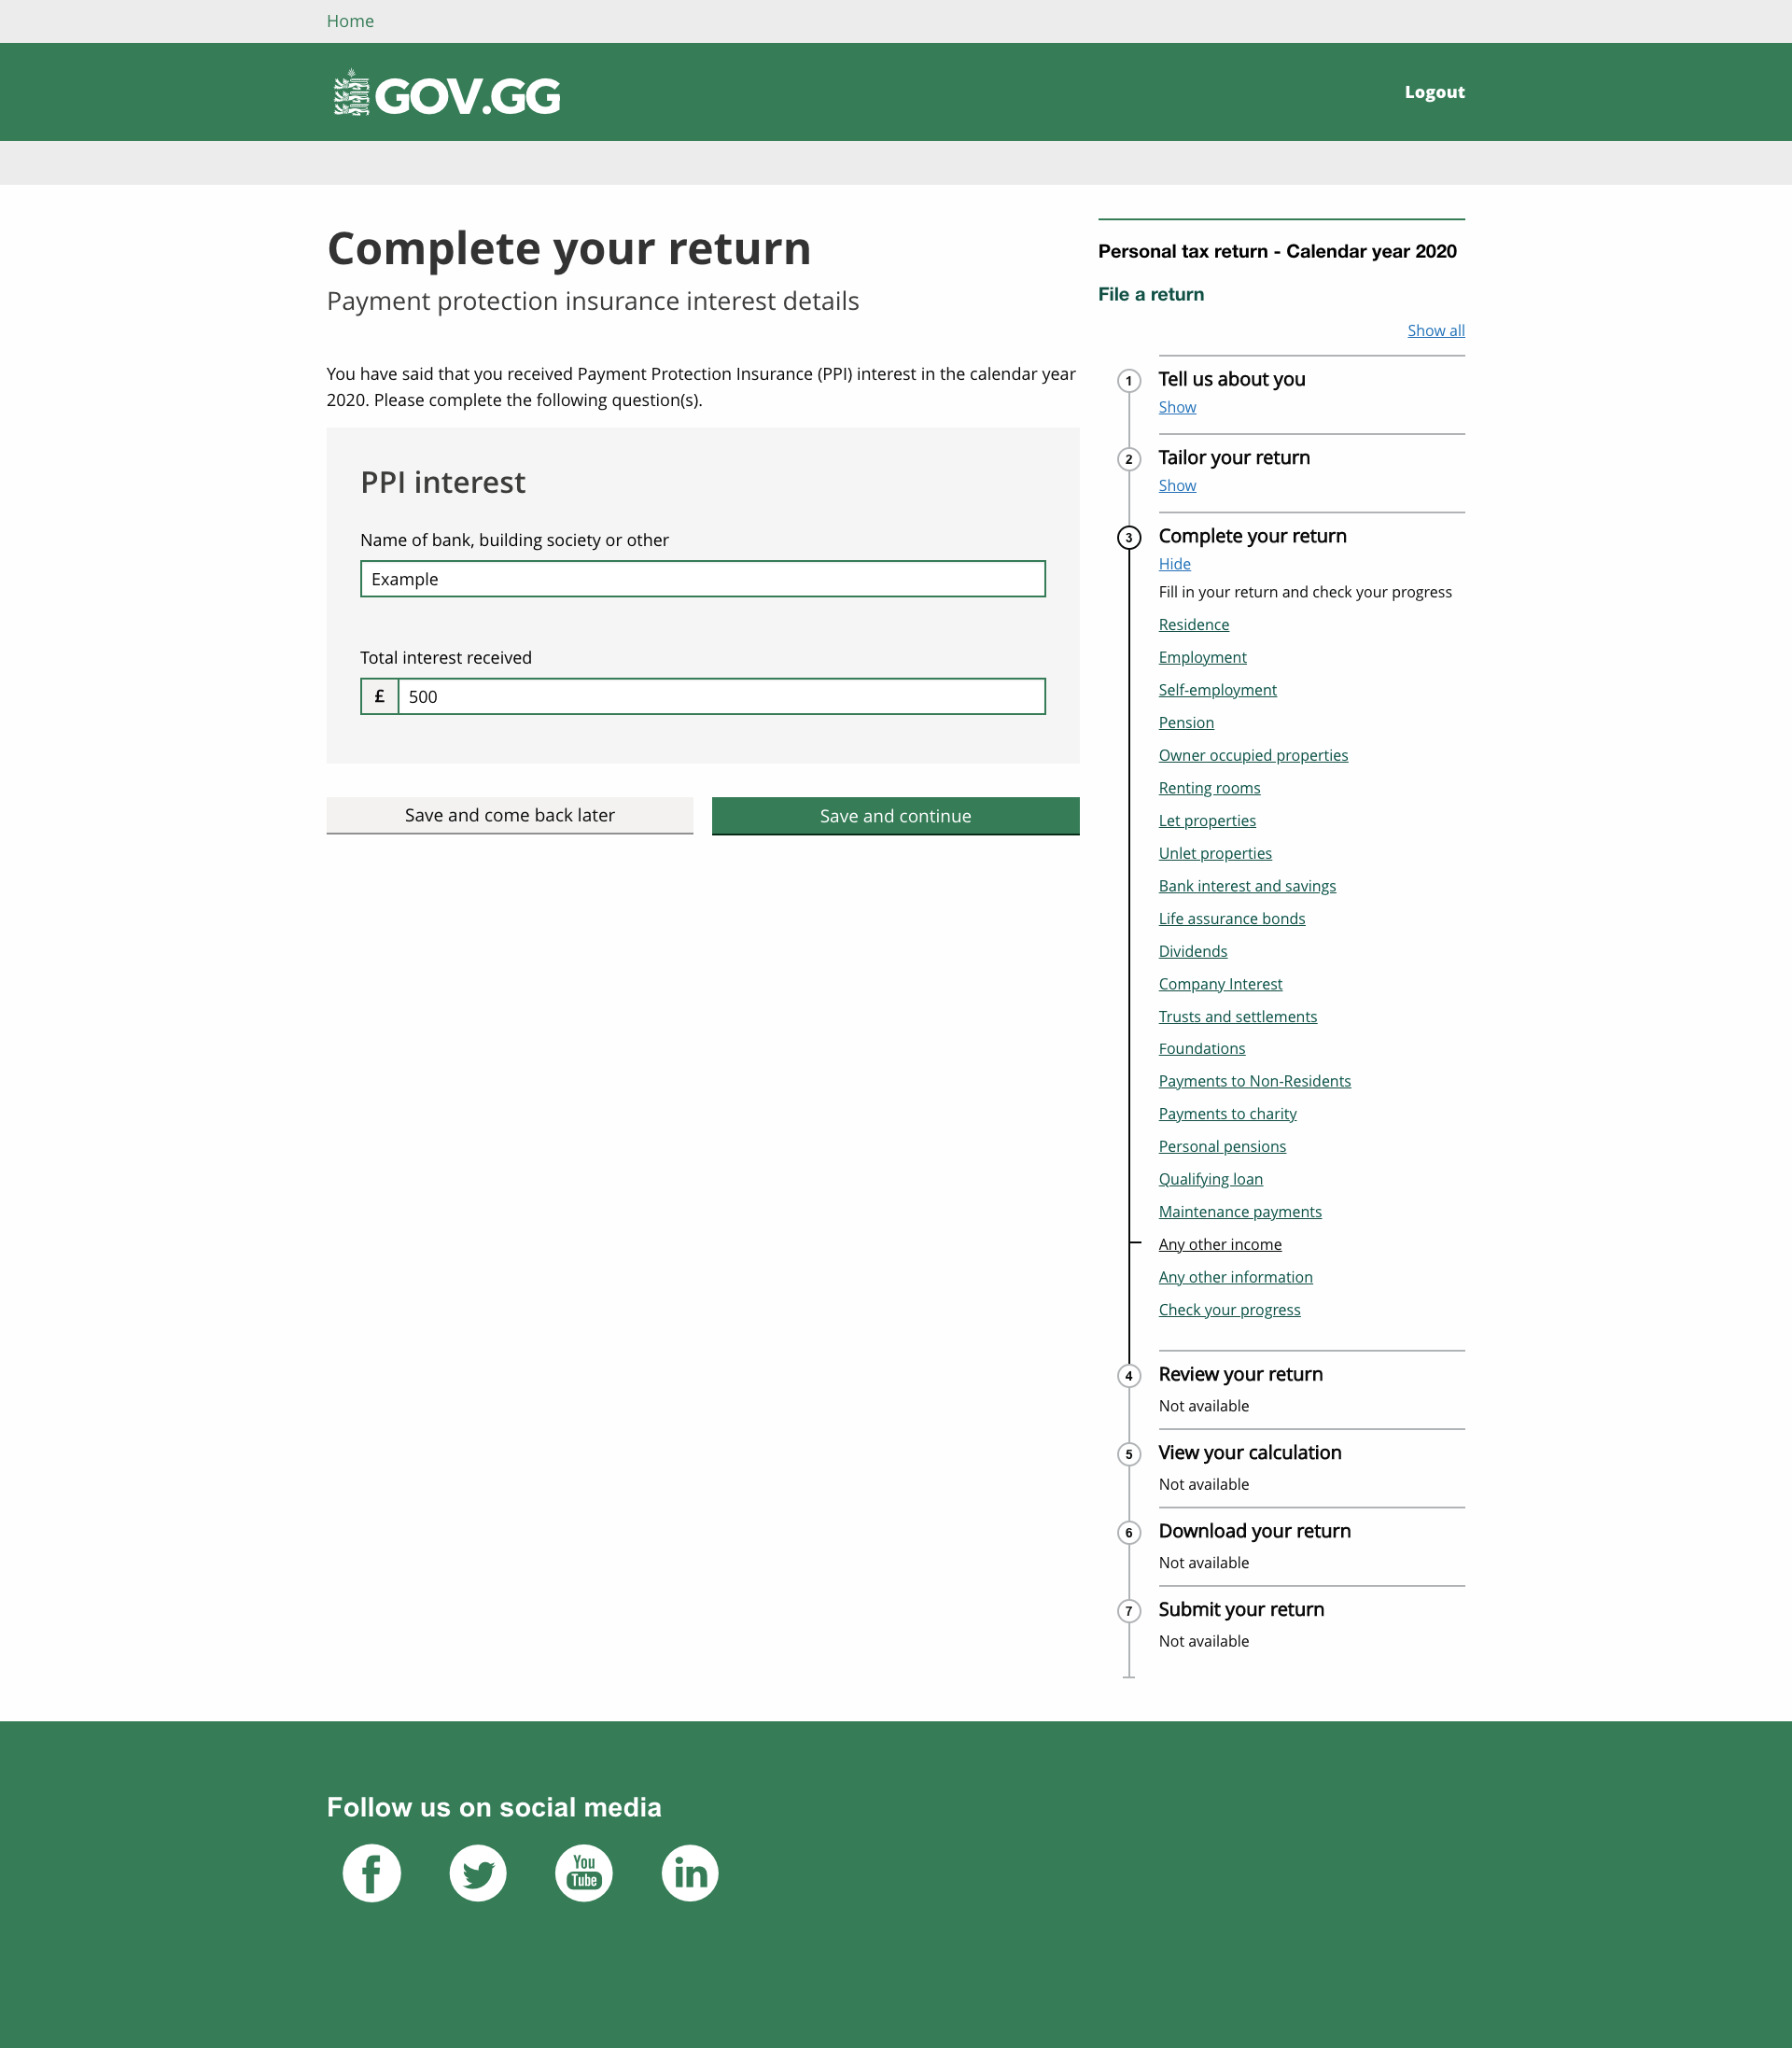 Home
GOV.GG
Logout
Complete your return
Payment protection insurance interest details
You have said that you received Payment Protection Insurance (PPI) interest in the calendar year
2020. Please complete the following question(s).
PPI interest
Name of bank, building society or other
Example
Total interest received
£ 500
Save and come back later
Save and continue
Personal tax return - Calendar year 2020
File a return
Show all
1 Tell us about you
Show
2 Tailor your return
Show
3 Complete your return
Hide
Fill in your return and check your progress
Residence
Employment
Self-employment
Pension
Owner occupied properties
Renting rooms
Let properties
Unlet properties
Bank interest and savings
Life assurance bonds
Dividends
Company Interest
Trusts and settlements
Foundations
Payments to Non-Residents
Payments to charity
Personal pensions
Qualifying loan
Maintenance payments
Any other income
Any other information
Check your progress
4 Review your return
Not available
5 View your calculation
Not available
6 Download your return
Not available
7 Submit your return
Not available
Follow us on social media
f
You
Tube
in